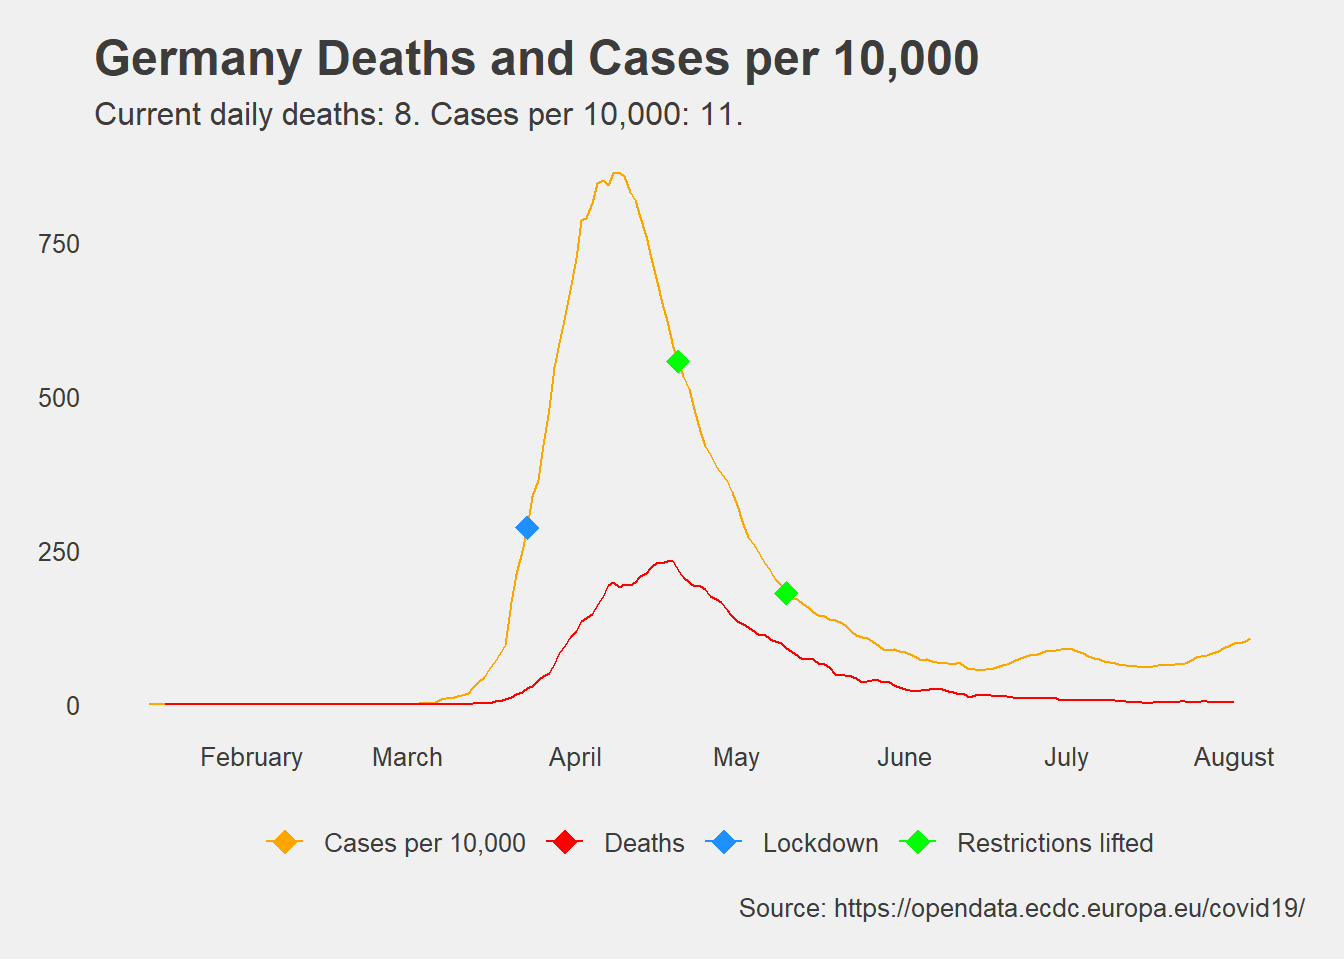 Germany Deaths and Cases per 10,000
Current daily deaths: 8. Cases per 10,000: 11.
750
500
250
0
February March April May June July August
Cases per 10,000 Deaths Lockdown Restrictions lifted
Source: https://opendata.ecdc.europa.eu/covid19/